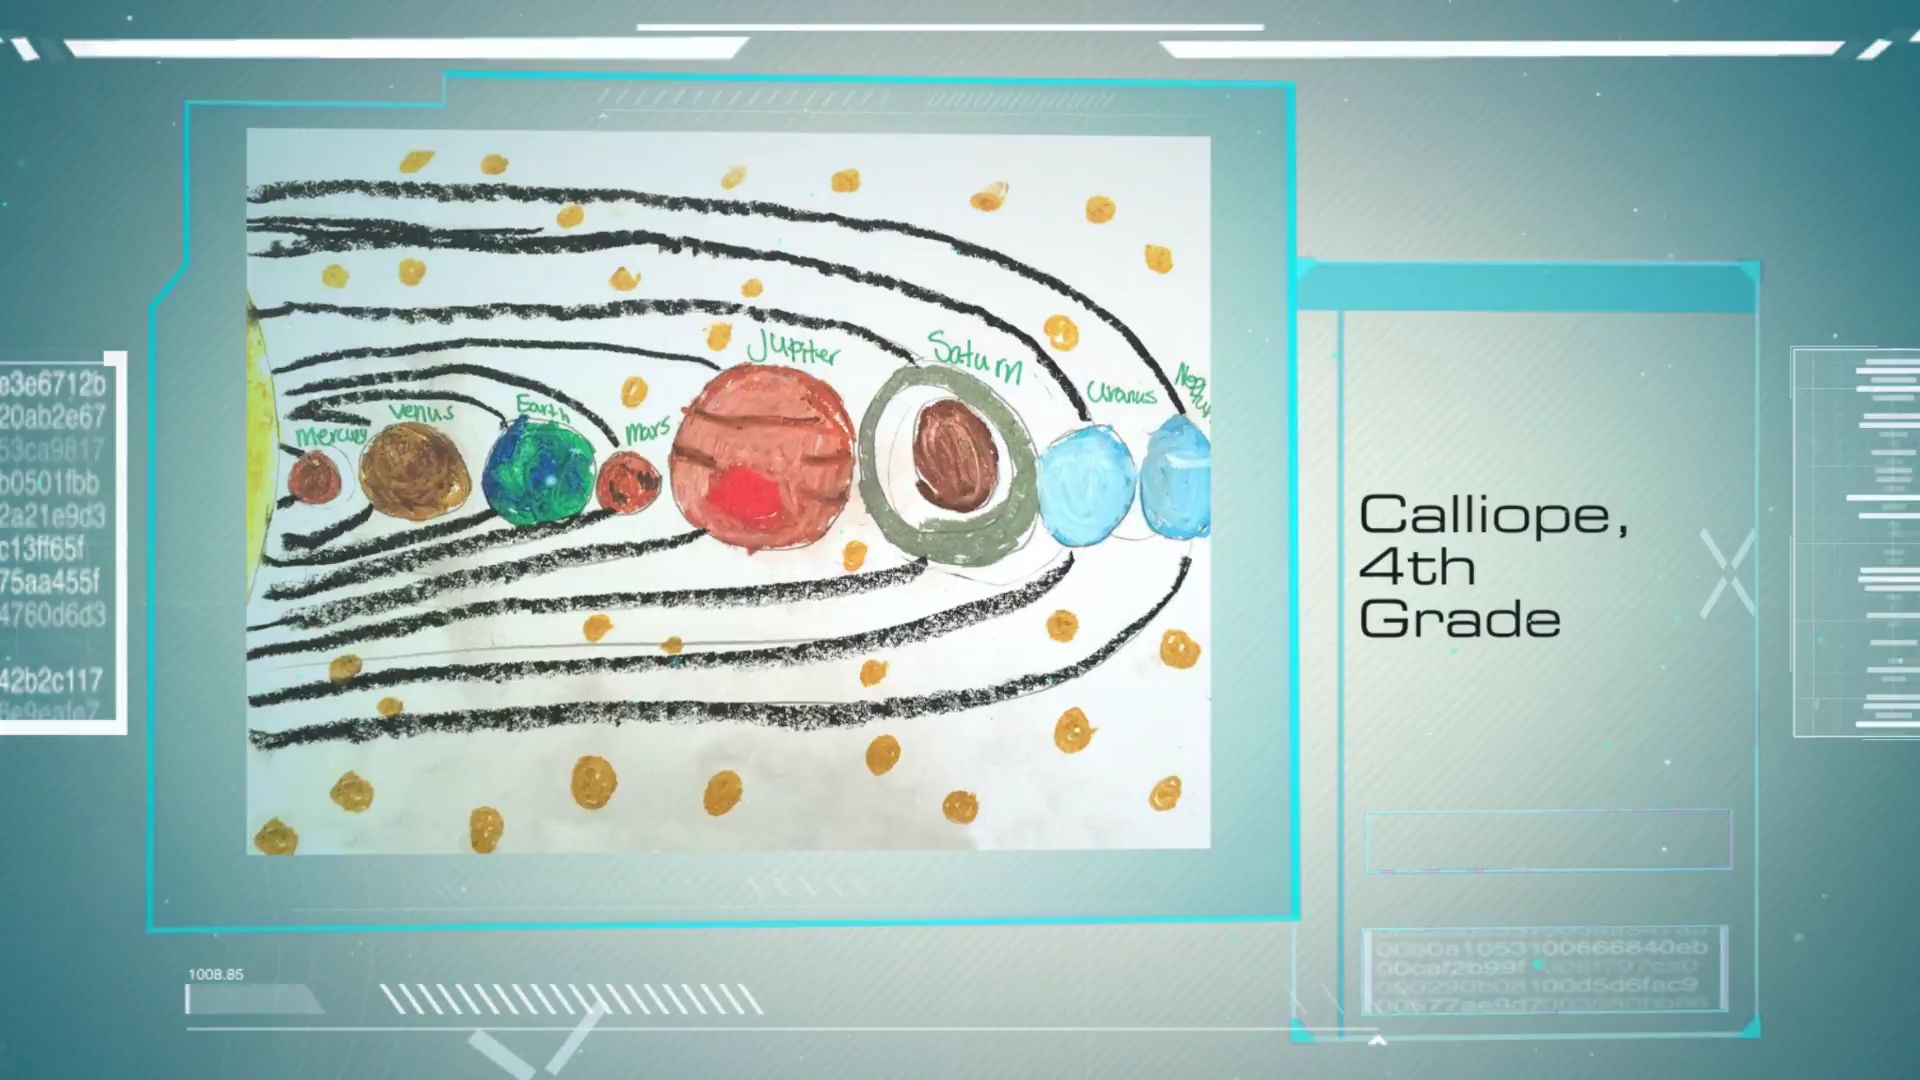 Jupiter
Saturn
Uranus
Venus
Earth
Mars
Mercury
Calliope,
4th
Grade
e3e6712b
20ab2e67
53ca9817
b0501fbb
2a21e9d3
c13ff65f
75aa455f
4760d6d3
42b2c117
1008.85